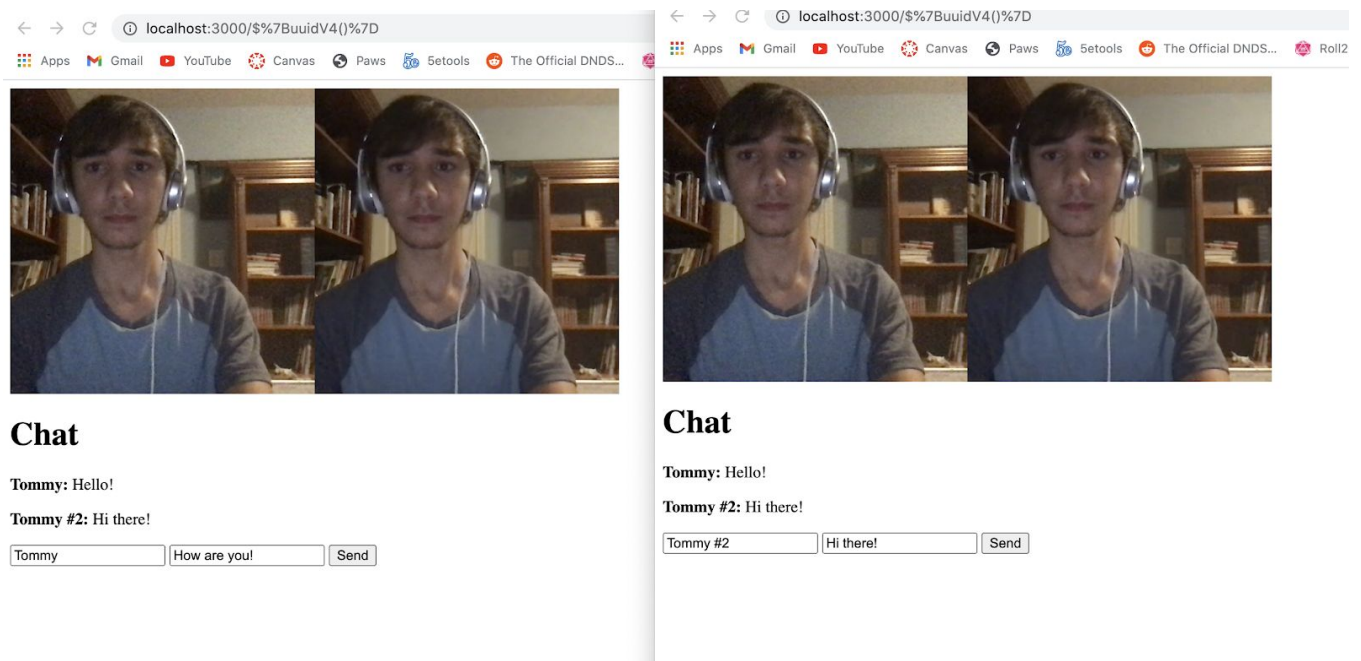 localhost:3000/$%7BuuidV4()%7D
Apps Gmail YouTube Canvas Paws 5etools The Official DNDS...
Chat
Tommy: Hello!
Tommy #2: Hi there!
Tommy How are you! Send
localhost:3000/$%7BuuidV4()%7D
Apps Gmail YouTube Canvas Paws 5etools The Official DNDS... Roll2
Chat
Tommy: Hello!
Tommy #2: Hi there!
Tommy #2 Hi there! Send